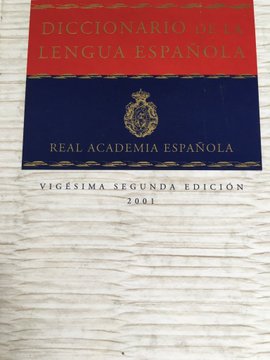 DICCIONARIO DE LA
LENGUA ESPAÑOLA
REAL ACADEMIA ESPAÑOLA
VIGÉSIMA SEGUNDA EDICIÓN
2001